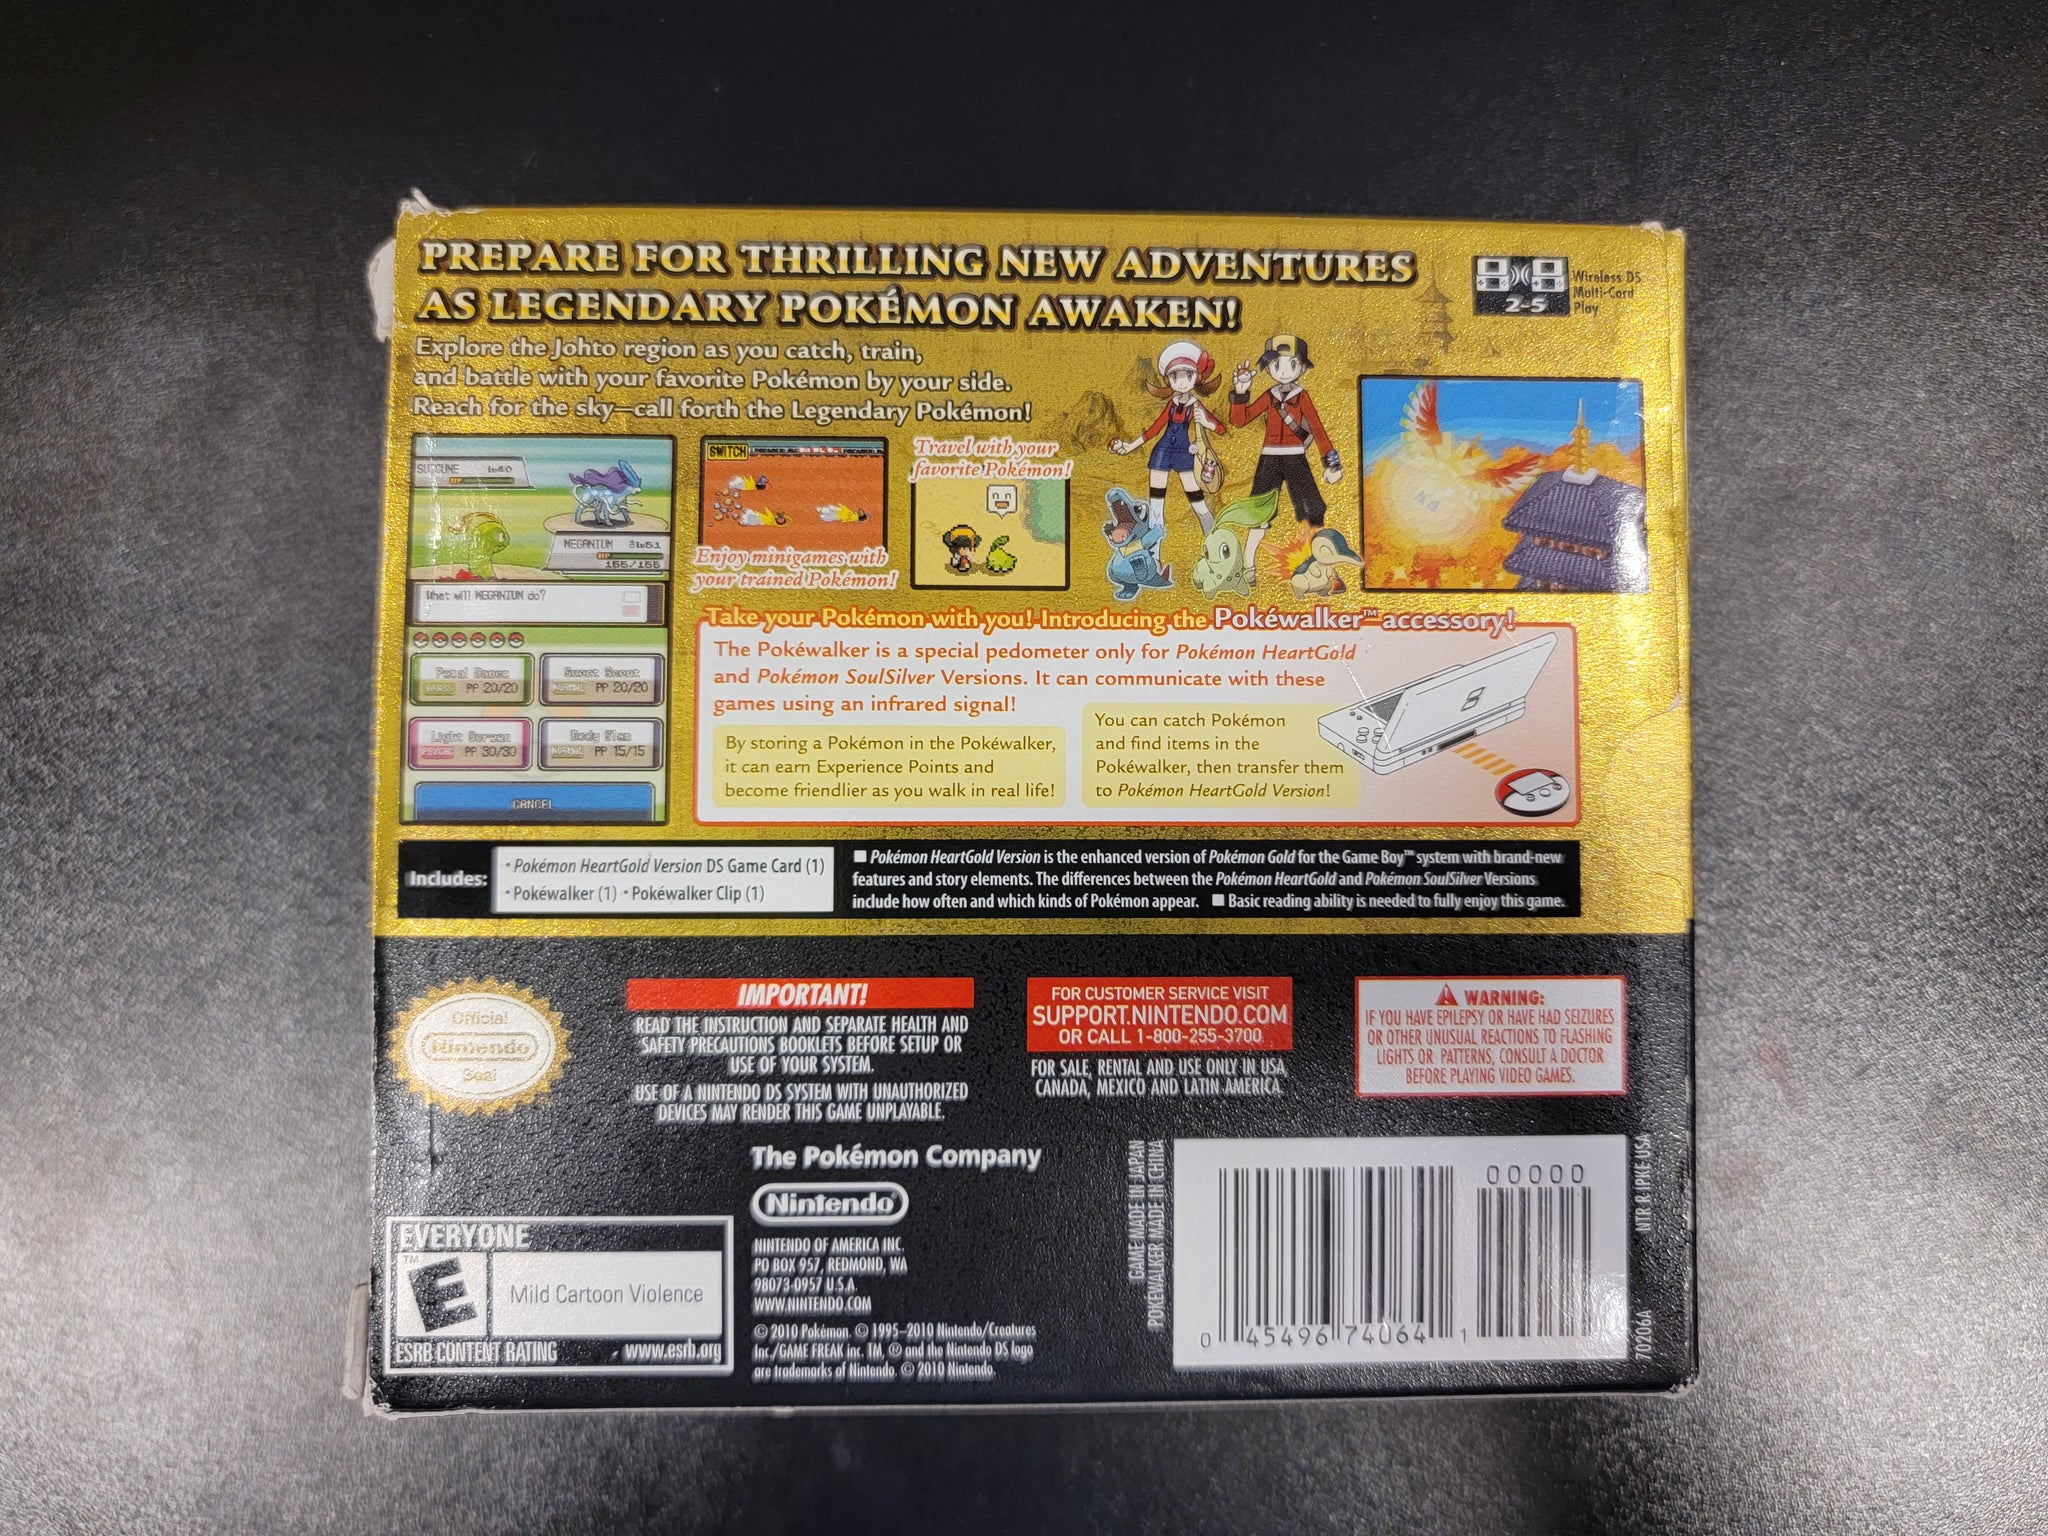 PREPARE FOR THRILLING NEW ADVENTURES
AS LEGENDARY POKÉMON AWAKEN!
2-5
Wireless DS
Multi-Card
Play
Explore the Johto region as you catch, train,
and battle with your favorite Pokémon by your side.
Reach for the sky—call forth the Legendary Pokémon!
SUICUNE Lv40
HP
MEGANIUM ♂Lv51
HP
155/155
What will MEGANIUM do?
Petal Dance
GRASS PP 20/20
Sweet Scent
NORMAL PP 20/20
Light Screen
PSYCHC PP 30/30
Body Slam
NORMAL PP 15/15
CANCEL
SWITCH
Enjoy minigames with
your trained Pokémon!
Travel with your
favorite Pokémon!
Take your Pokémon with you! Introducing the Pokéwalker™ accessory!
The Pokéwalker is a special pedometer only for Pokémon HeartGold
and Pokémon SoulSilver Versions. It can communicate with these
games using an infrared signal!
By storing a Pokémon in the Pokéwalker,
it can earn Experience Points and
become friendlier as you walk in real life!
You can catch Pokémon
and find items in the
Pokéwalker, then transfer them
to Pokémon HeartGold Version!
Includes:
• Pokémon HeartGold Version DS Game Card (1)
• Pokéwalker (1) • Pokéwalker Clip (1)
■ Pokémon HeartGold Version is the enhanced version of Pokémon Gold for the Game Boy™ system with brand-new
features and story elements. The differences between the Pokémon HeartGold and Pokémon SoulSilver Versions
include how often and which kinds of Pokémon appear. ■ Basic reading ability is needed to fully enjoy this game.
Official
Nintendo
Seal
IMPORTANT!
READ THE INSTRUCTION AND SEPARATE HEALTH AND
SAFETY PRECAUTIONS BOOKLETS BEFORE SETUP OR
USE OF YOUR SYSTEM.
USE OF A NINTENDO DS SYSTEM WITH UNAUTHORIZED
DEVICES MAY RENDER THIS GAME UNPLAYABLE.
FOR CUSTOMER SERVICE VISIT
SUPPORT.NINTENDO.COM
OR CALL 1-800-255-3700
FOR SALE, RENTAL AND USE ONLY IN USA,
CANADA, MEXICO AND LATIN AMERICA.
WARNING:
IF YOU HAVE EPILEPSY OR HAVE HAD SEIZURES
OR OTHER UNUSUAL REACTIONS TO FLASHING
LIGHTS OR PATTERNS, CONSULT A DOCTOR
BEFORE PLAYING VIDEO GAMES.
EVERYONE
E™
Mild Cartoon Violence
ESRB CONTENT RATING www.esrb.org
The Pokémon Company
Nintendo®
NINTENDO OF AMERICA INC.
PO BOX 957, REDMOND, WA
98073-0957 U.S.A.
WWW.NINTENDO.COM
© 2010 Pokémon. © 1995–2010 Nintendo/Creatures
Inc./GAME FREAK inc. TM, ® and the Nintendo DS logo
are trademarks of Nintendo. © 2010 Nintendo.
GAME MADE IN JAPAN
POKÉWALKER MADE IN CHINA
00000
0 45496 74064 1
NTR R IPKE USA
70206A